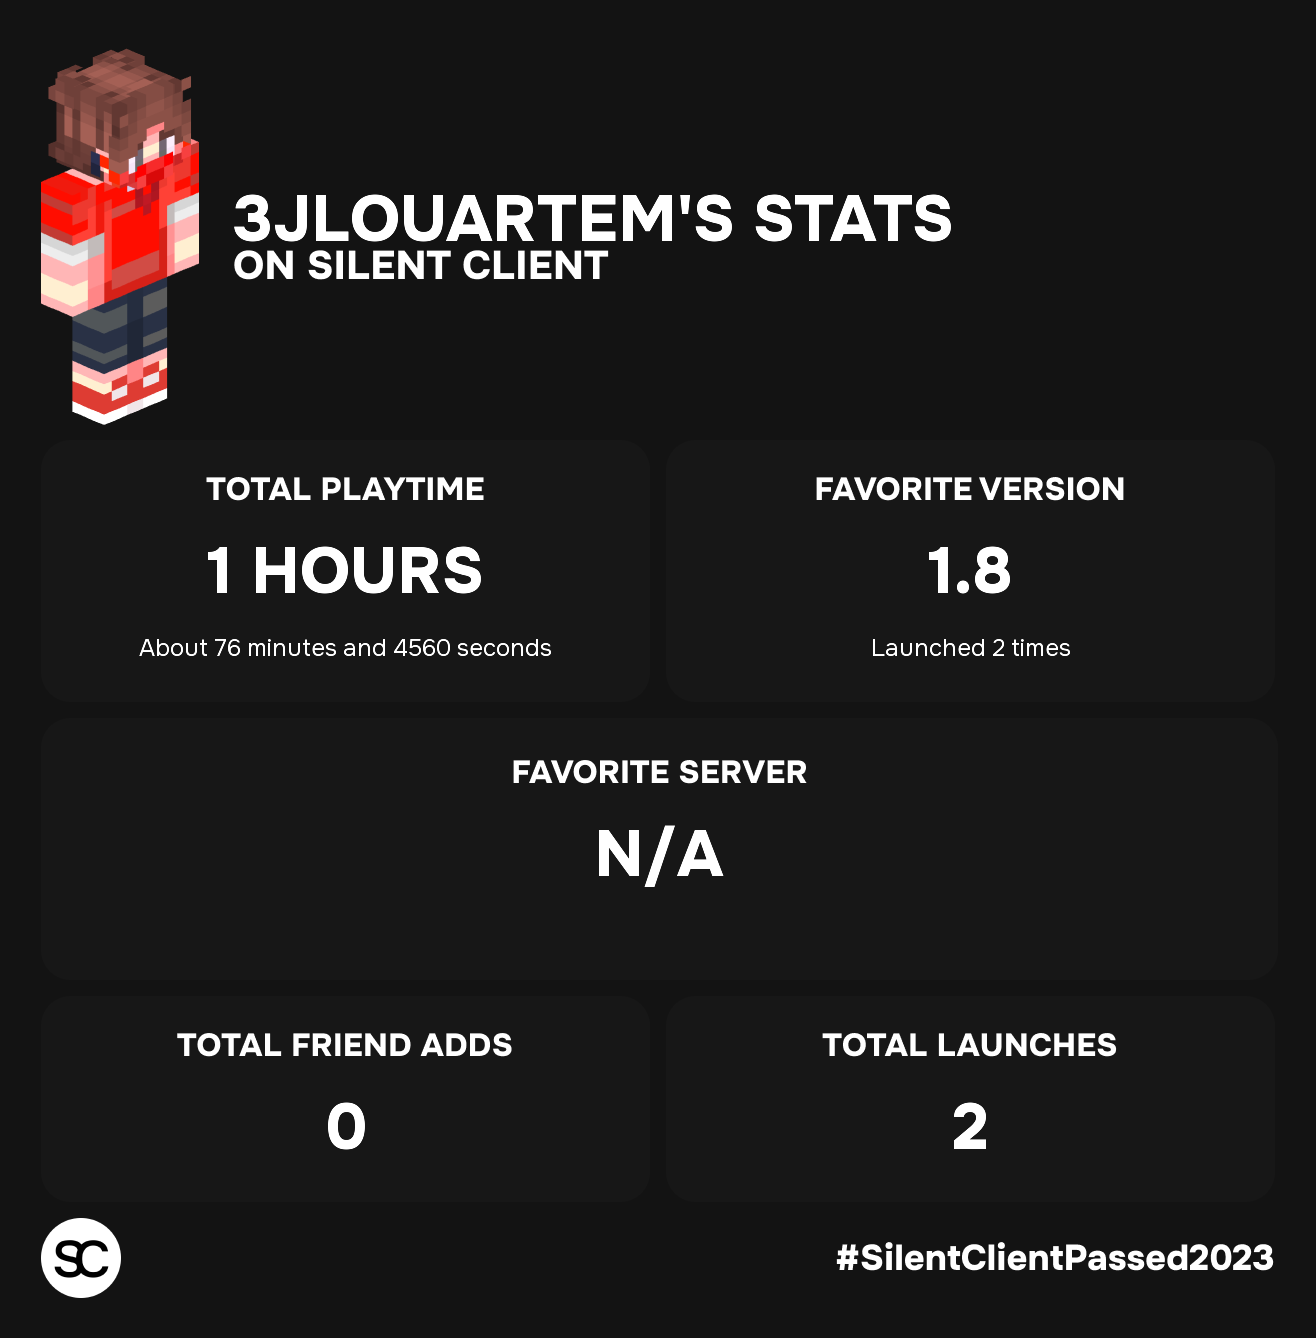 3JLOUARTEM'S STATS
ON SILENT CLIENT
TOTAL PLAYTIME
1 HOURS
About 76 minutes and 4560 seconds
FAVORITE VERSION
1.8
Launched 2 times
FAVORITE SERVER
N/A
TOTAL FRIEND ADDS
0
TOTAL LAUNCHES
2
SC
#SilentClientPassed2023